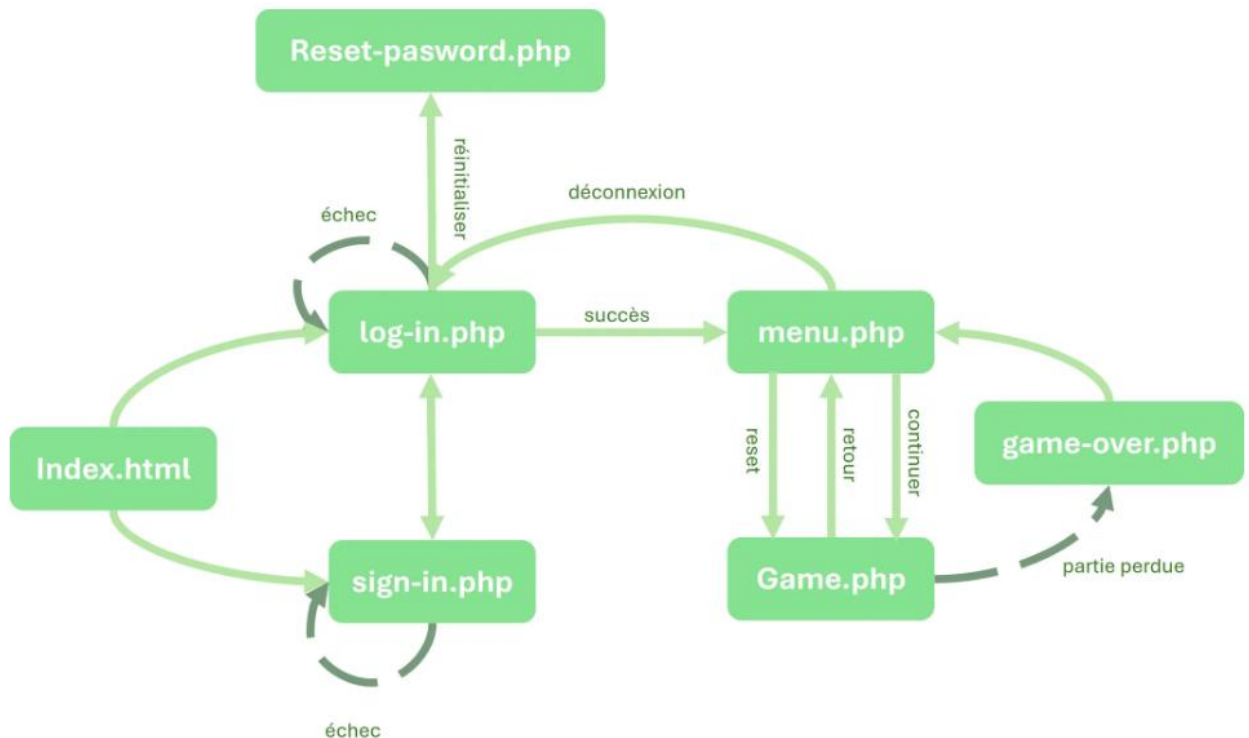 Reset-pasword.php
réinitialiser
déconnexion
échec
log-in.php
succès
menu.php
reset
retour
continuer
game-over.php
Index.html
sign-in.php
Game.php
partie perdue
échec